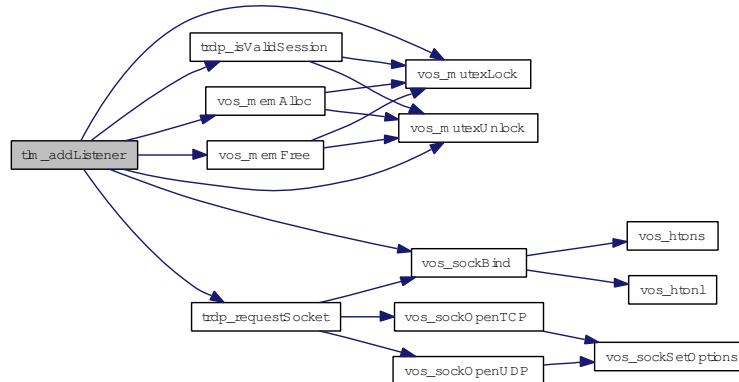 trdp_isValidSession
vos_mutexLock
vos_memAlloc
vos_mutexUnlock
tlm_addListener
vos_memFree
vos_htons
vos_sockBind
vos_htonl
trdp_requestSocket
vos_sockOpenTCP
vos_sockSetOptions
vos_sockOpenUDP